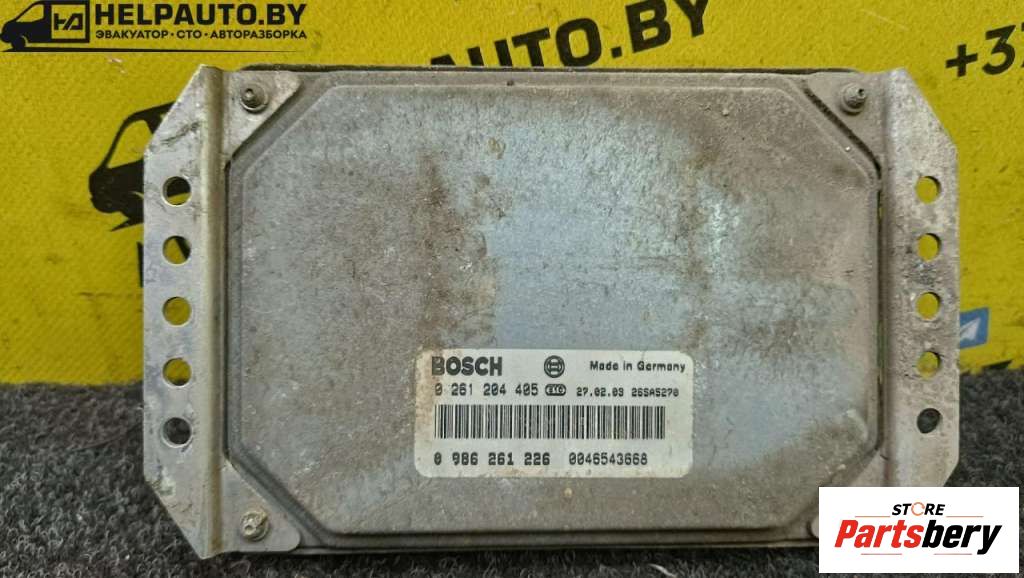 HELPAUTO.BY
ЭВАКУАТОР • СТО • АВТОРАЗБОРКА
AUTO.BY
+37
BOSCH Made in Germany
0 261 204 405 27.02.03 26SA5270
0 986 261 226 0046543668
STORE
Partsbery